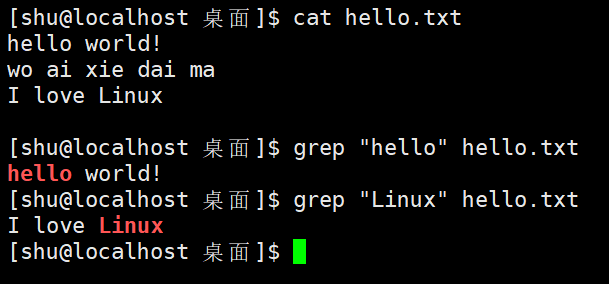 [shu@localhost 桌面]$ cat hello.txt
hello world!
wo ai xie dai ma
I love Linux

[shu@localhost 桌面]$ grep "hello" hello.txt
hello world!
[shu@localhost 桌面]$ grep "Linux" hello.txt
I love Linux
[shu@localhost 桌面]$